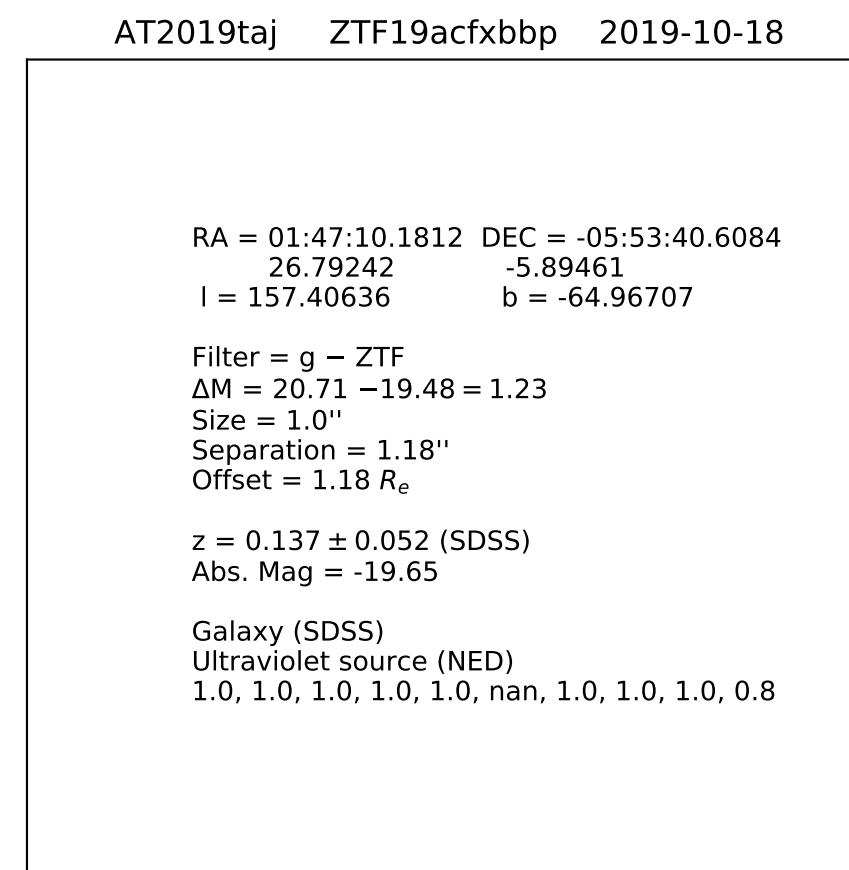 AT2019taj ZTF19acfxbbp 2019-10-18
RA = 01:47:10.1812 DEC = -05:53:40.6084
26.79242 -5.89461
l = 157.40636 b = -64.96707
Filter = g − ZTF
ΔM = 20.71 −19.48 = 1.23
Size = 1.0''
Separation = 1.18''
Offset = 1.18 Rₑ
z = 0.137 ± 0.052 (SDSS)
Abs. Mag = -19.65
Galaxy (SDSS)
Ultraviolet source (NED)
1.0, 1.0, 1.0, 1.0, 1.0, nan, 1.0, 1.0, 1.0, 0.8